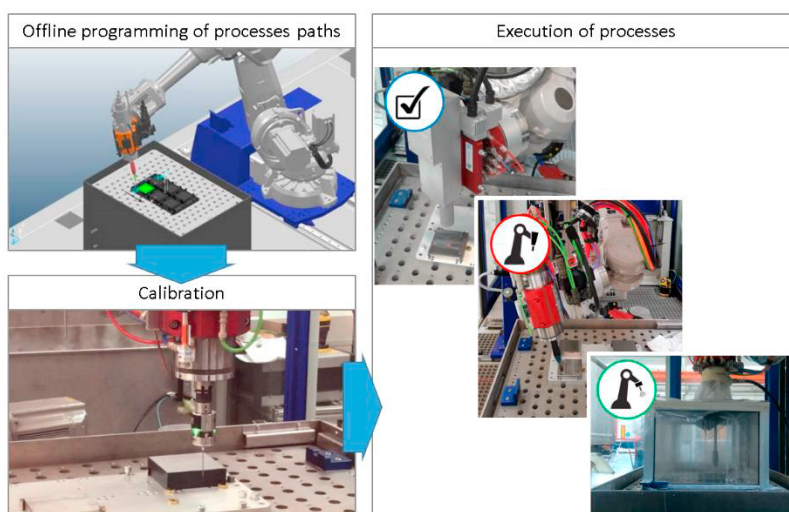 Offline programming of processes paths
Execution of processes
Calibration